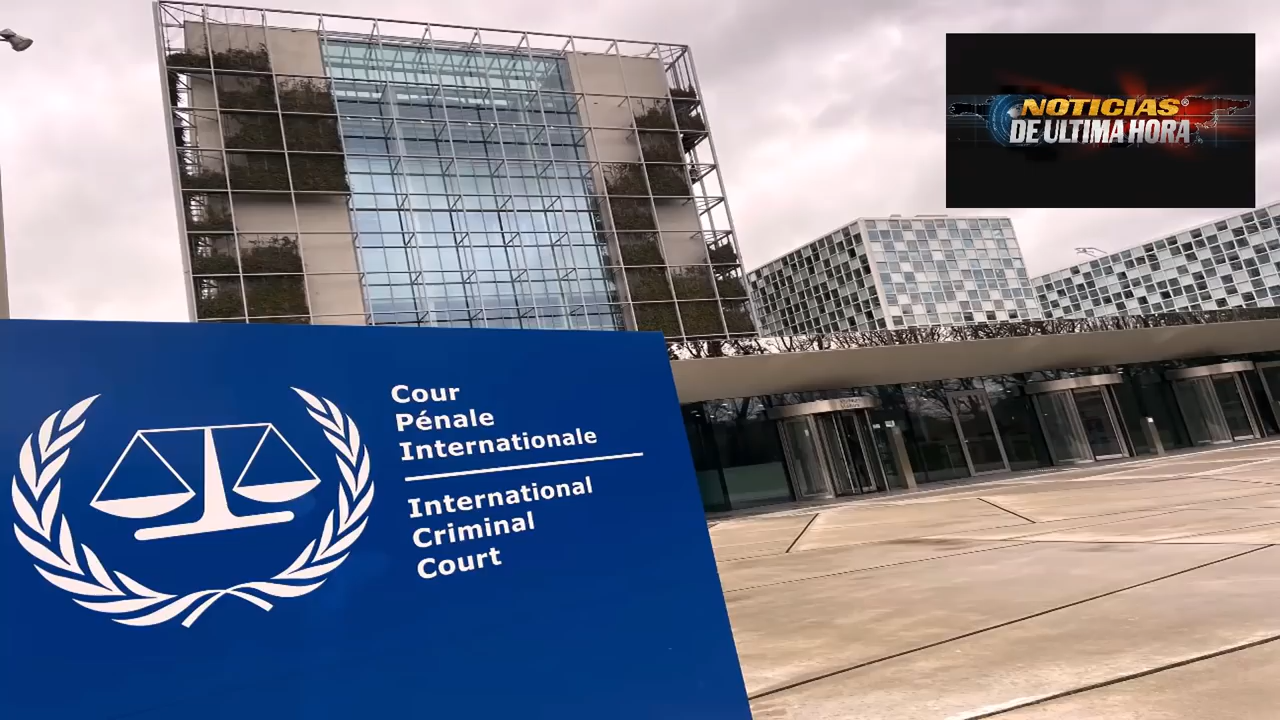 NOTICIAS®
DE ULTIMA HORA
Cour
Pénale
Internationale
International
Criminal
Court